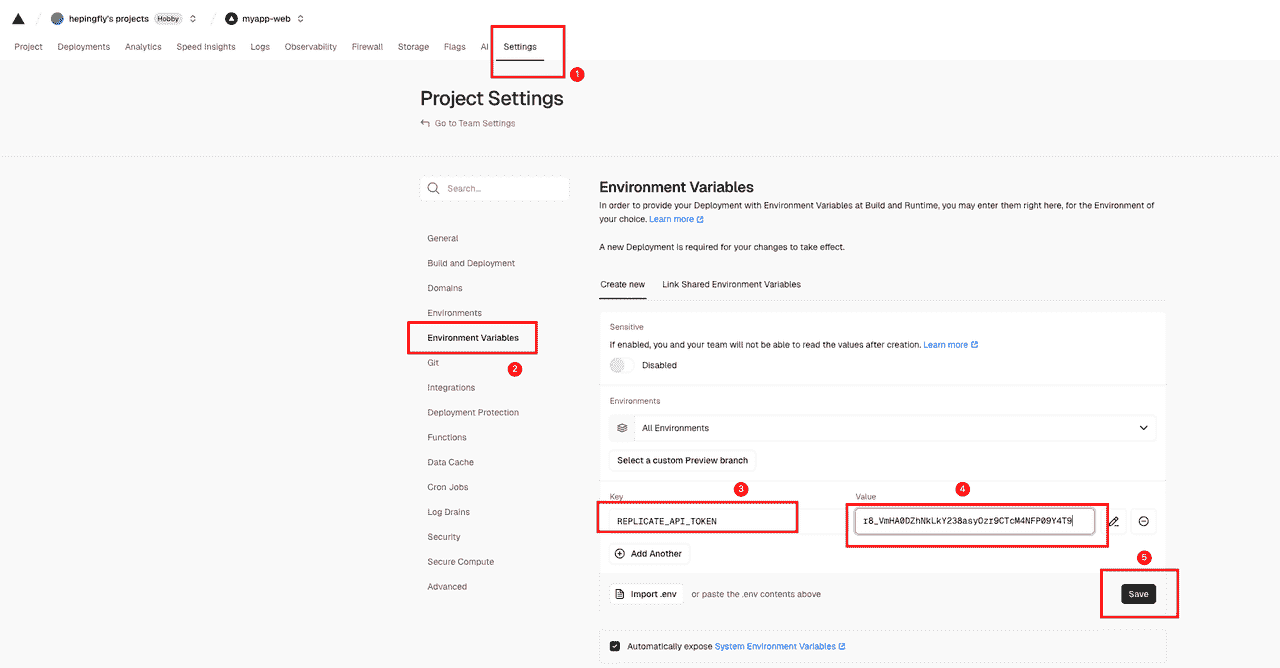 hepingfly's projects Hobby / myapp-web
Project Deployments Analytics Speed Insights Logs Observability Firewall Storage Flags AI Settings
1
Project Settings
Go to Team Settings
Search...
General
Build and Deployment
Domains
Environments
Environment Variables
2
Git
Integrations
Deployment Protection
Functions
Data Cache
Cron Jobs
Log Drains
Security
Secure Compute
Advanced
Environment Variables
In order to provide your Deployment with Environment Variables at Build and Runtime, you may enter them right here, for the Environment of
your choice. Learn more
A new Deployment is required for your changes to take effect.
Create new Link Shared Environment Variables
Sensitive
If enabled, you and your team will not be able to read the values after creation. Learn more
Disabled
Environments
All Environments
Select a custom Preview branch
3 4
Key Value
REPLICATE_API_TOKEN r8_VmHA0DZhNkLkY238asyOzr9CTcM4NFP09Y4T9
Add Another
5
Import .env or paste the .env contents above Save
Automatically expose System Environment Variables